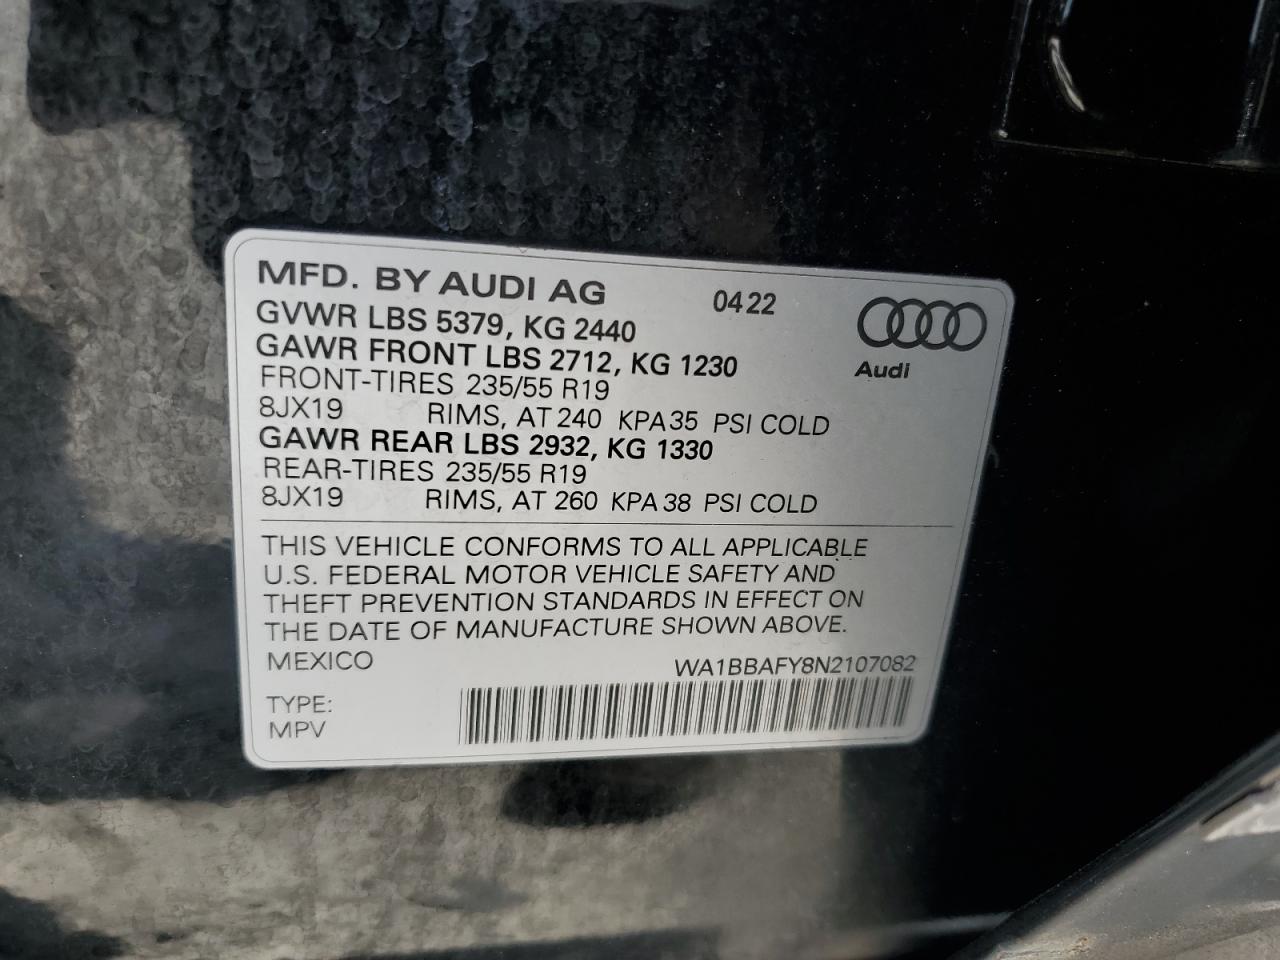 MFD. BY AUDI AG 0422
GVWR LBS 5379, KG 2440
GAWR FRONT LBS 2712, KG 1230
Audi
FRONT-TIRES 235/55 R19
8JX19 RIMS, AT 240 KPA 35 PSI COLD
GAWR REAR LBS 2932, KG 1330
REAR-TIRES 235/55 R19
8JX19 RIMS, AT 260 KPA 38 PSI COLD
THIS VEHICLE CONFORMS TO ALL APPLICABLE
U.S. FEDERAL MOTOR VEHICLE SAFETY AND
THEFT PREVENTION STANDARDS IN EFFECT ON
THE DATE OF MANUFACTURE SHOWN ABOVE.
MEXICO WA1BBAFY8N2107082
TYPE:
MPV